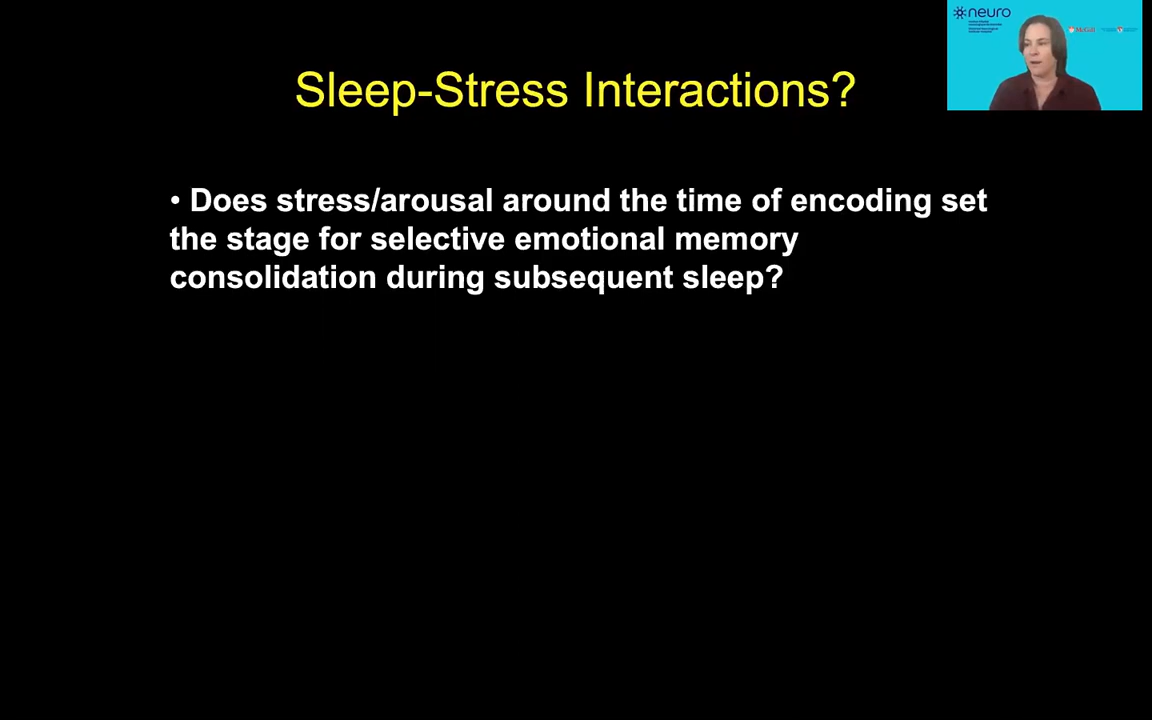 neuro
McGill
Sleep-Stress Interactions?
• Does stress/arousal around the time of encoding set
the stage for selective emotional memory
consolidation during subsequent sleep?